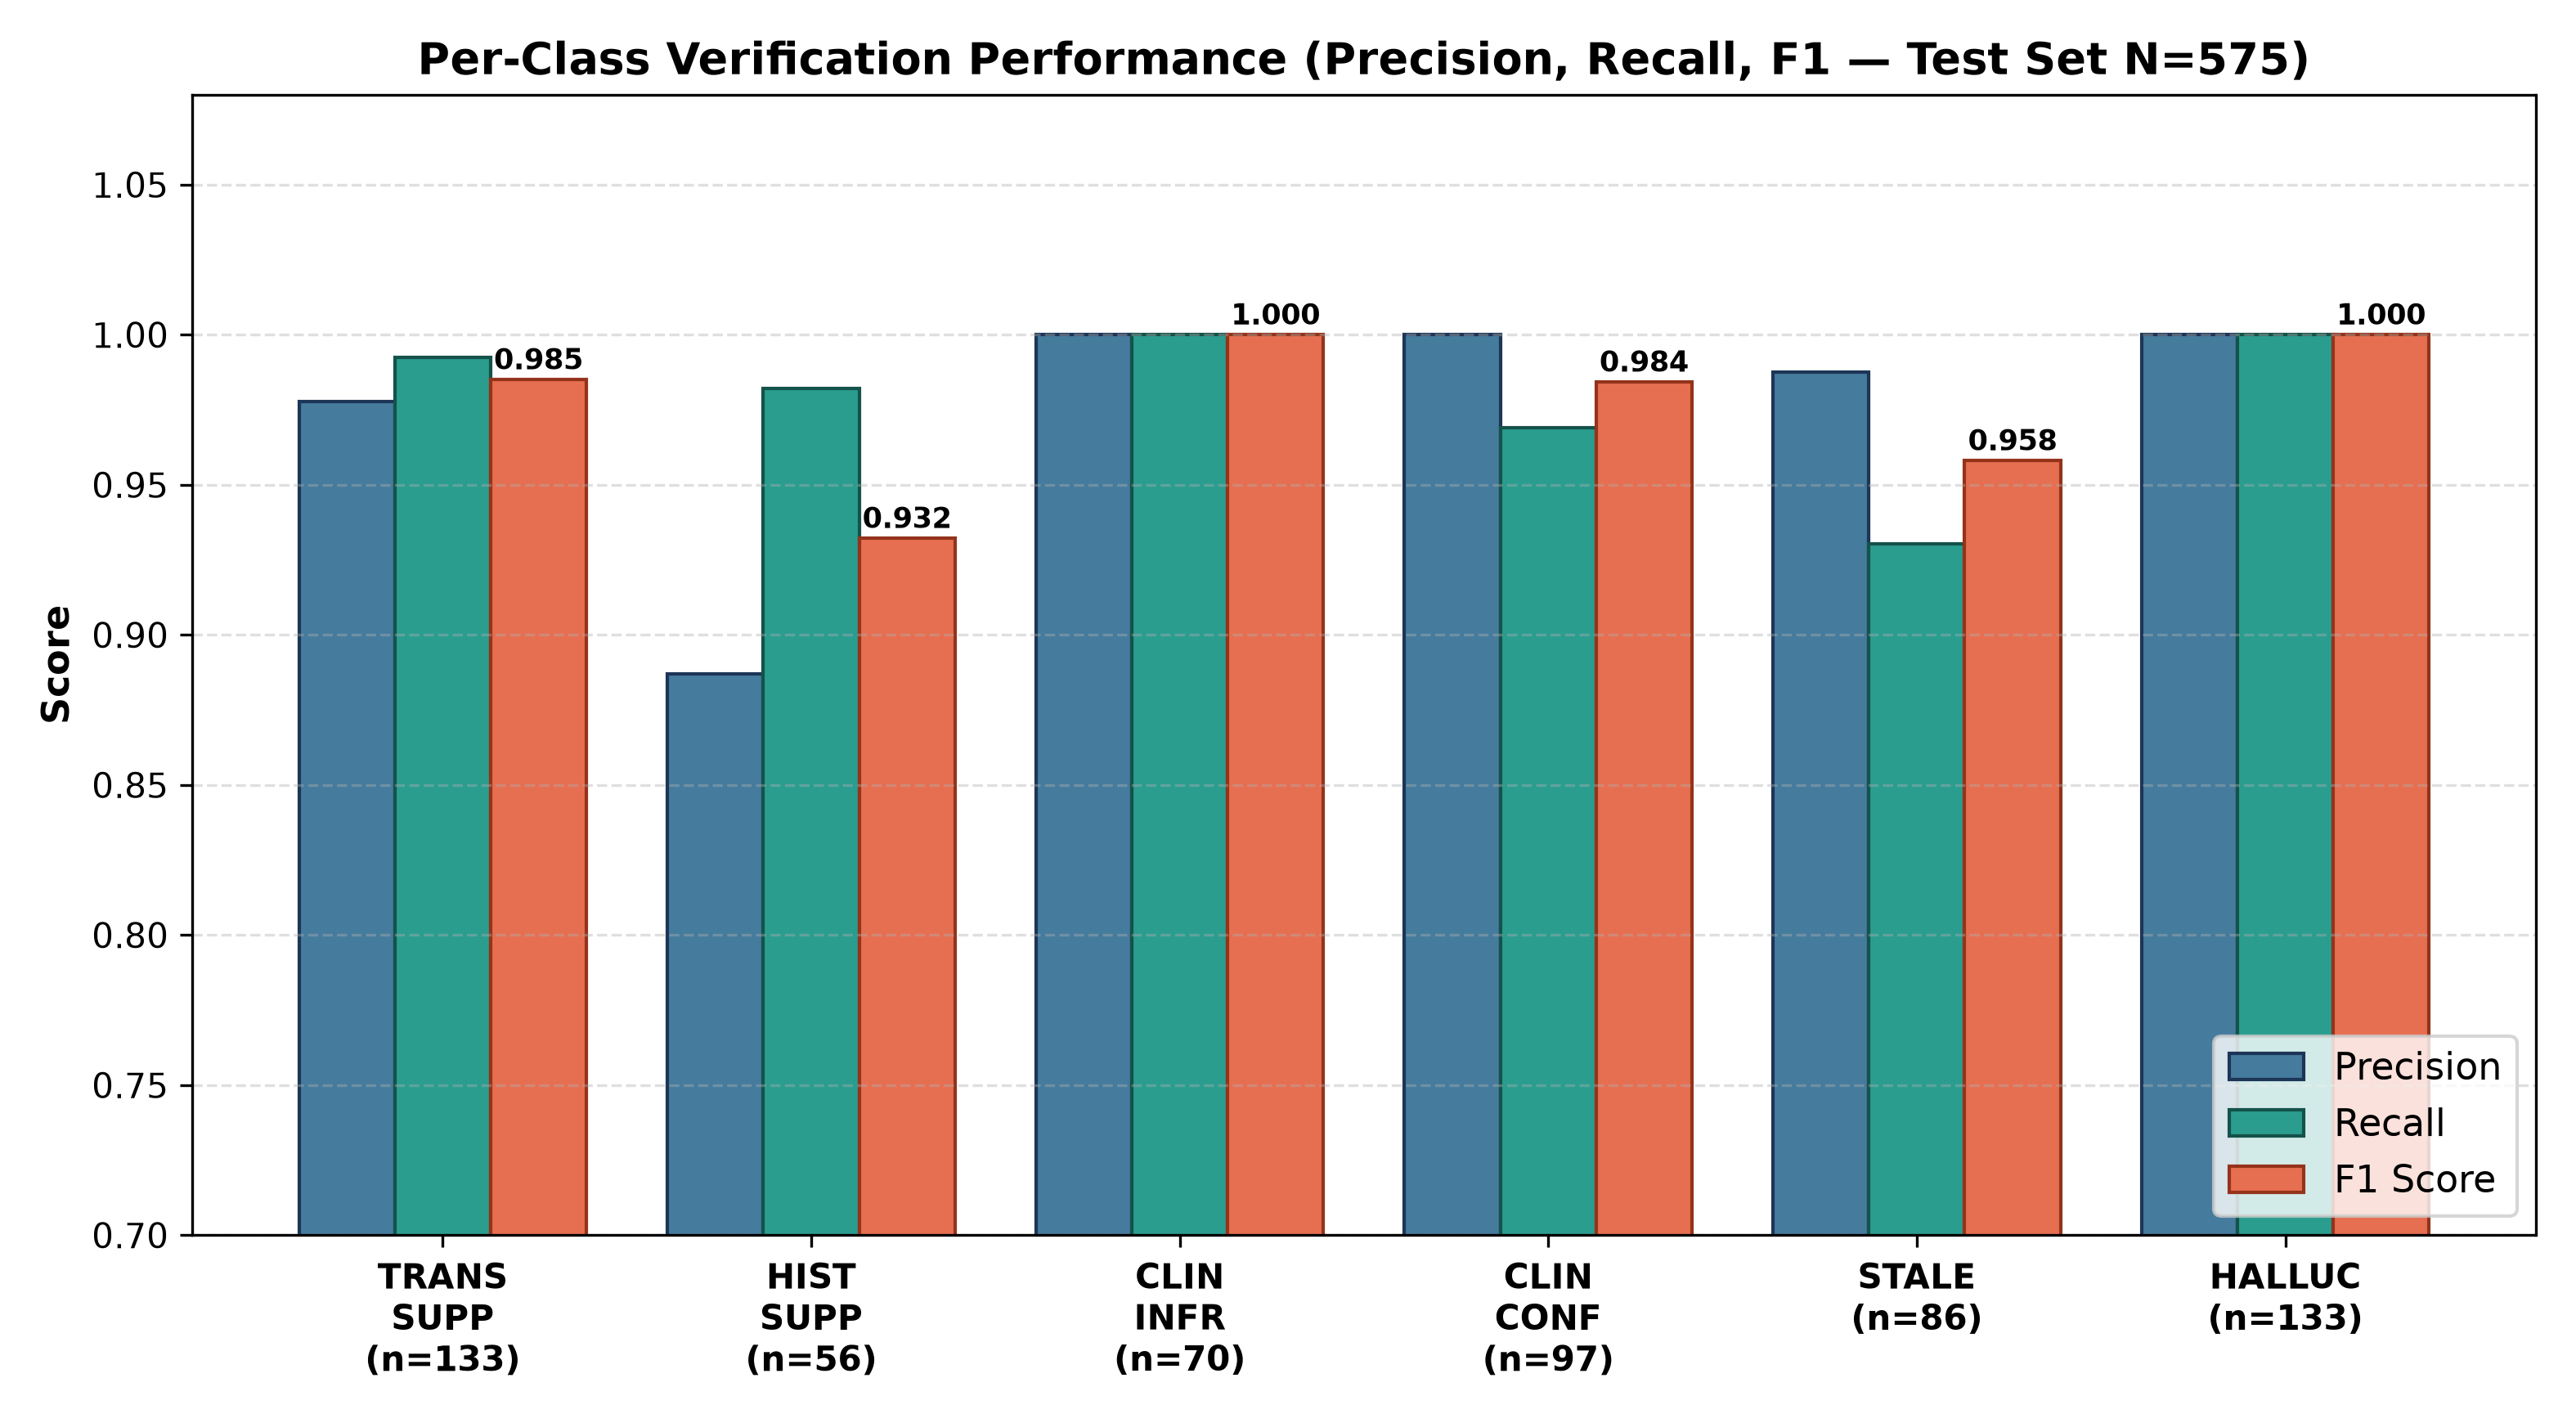 Per-Class Verification Performance (Precision, Recall, F1 — Test Set N=575)
Score
1.05
1.00
0.95
0.90
0.85
0.80
0.75
0.70
0.985
0.932
1.000
0.984
0.958
1.000
Precision
Recall
F1 Score
TRANS
SUPP
(n=133)
HIST
SUPP
(n=56)
CLIN
INFR
(n=70)
CLIN
CONF
(n=97)
STALE
(n=86)
HALLUC
(n=133)